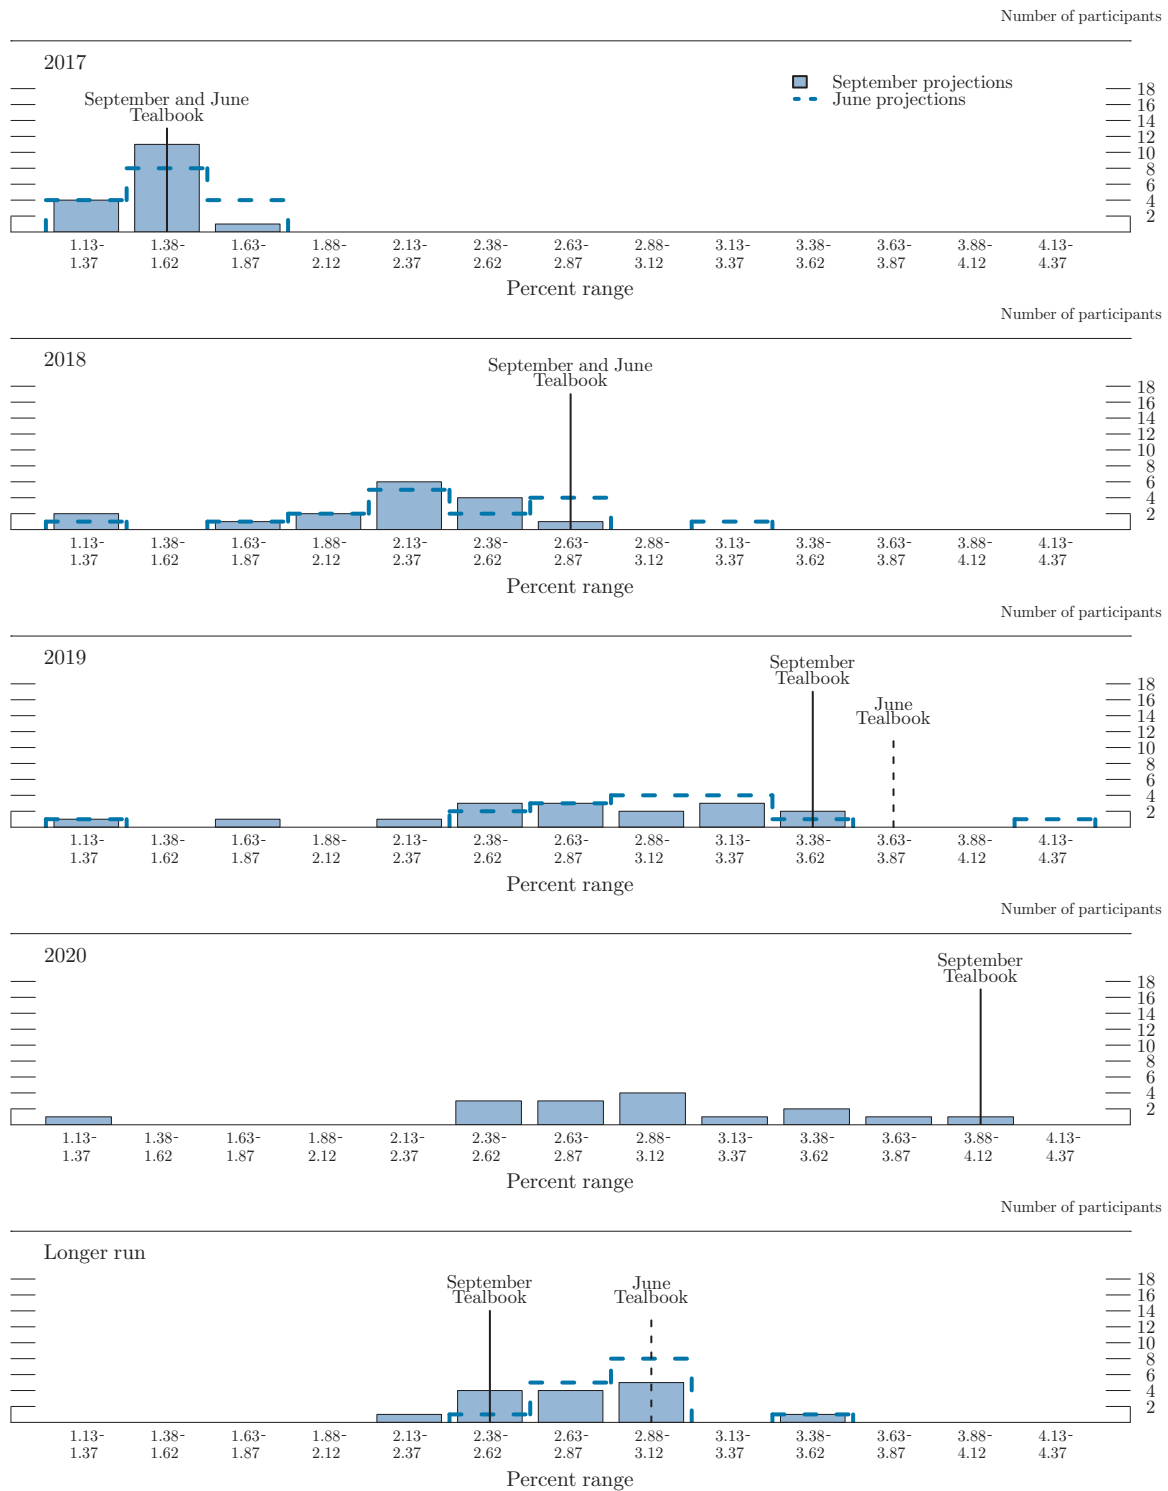 Number of participants
2017
September projections
June projections
September and June
Tealbook
18
16
14
12
10
8
6
4
2
1.13- 1.38- 1.63- 1.88- 2.13- 2.38- 2.63- 2.88- 3.13- 3.38- 3.63- 3.88- 4.13-
1.37 1.62 1.87 2.12 2.37 2.62 2.87 3.12 3.37 3.62 3.87 4.12 4.37
Percent range
Number of participants
2018
September and June
Tealbook
18
16
14
12
10
8
6
4
2
1.13- 1.38- 1.63- 1.88- 2.13- 2.38- 2.63- 2.88- 3.13- 3.38- 3.63- 3.88- 4.13-
1.37 1.62 1.87 2.12 2.37 2.62 2.87 3.12 3.37 3.62 3.87 4.12 4.37
Percent range
Number of participants
2019
September
Tealbook
June
Tealbook
18
16
14
12
10
8
6
4
2
1.13- 1.38- 1.63- 1.88- 2.13- 2.38- 2.63- 2.88- 3.13- 3.38- 3.63- 3.88- 4.13-
1.37 1.62 1.87 2.12 2.37 2.62 2.87 3.12 3.37 3.62 3.87 4.12 4.37
Percent range
Number of participants
2020
September
Tealbook
18
16
14
12
10
8
6
4
2
1.13- 1.38- 1.63- 1.88- 2.13- 2.38- 2.63- 2.88- 3.13- 3.38- 3.63- 3.88- 4.13-
1.37 1.62 1.87 2.12 2.37 2.62 2.87 3.12 3.37 3.62 3.87 4.12 4.37
Percent range
Number of participants
Longer run
September
Tealbook
June
Tealbook
18
16
14
12
10
8
6
4
2
1.13- 1.38- 1.63- 1.88- 2.13- 2.38- 2.63- 2.88- 3.13- 3.38- 3.63- 3.88- 4.13-
1.37 1.62 1.87 2.12 2.37 2.62 2.87 3.12 3.37 3.62 3.87 4.12 4.37
Percent range